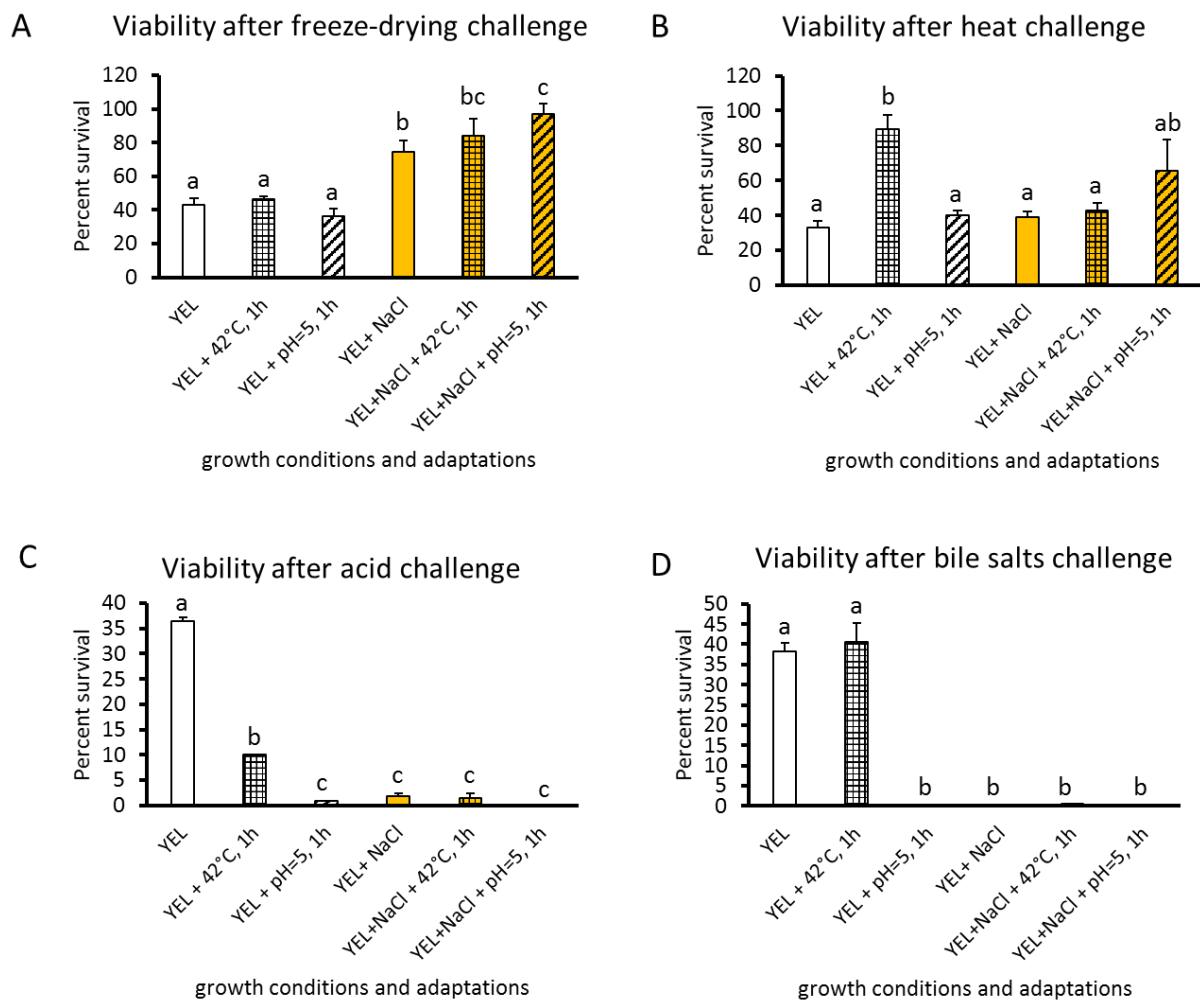 A
Viability after freeze-drying challenge
Percent survival
120
100
80
60
40
20
0
a
a
a
b
bc
c
YEL
YEL + 42°C, 1h
YEL + pH=5, 1h
YEL+ NaCl
YEL+NaCl + 42°C, 1h
YEL+NaCl + pH=5, 1h
growth conditions and adaptations
B
Viability after heat challenge
Percent survival
120
100
80
60
40
20
0
a
b
a
a
a
ab
YEL
YEL + 42°C, 1h
YEL + pH=5, 1h
YEL+ NaCl
YEL+NaCl + 42°C, 1h
YEL+NaCl + pH=5, 1h
growth conditions and adaptations
C
Viability after acid challenge
Percent survival
40
35
30
25
20
15
10
5
0
a
b
c
c
c
c
YEL
YEL + 42°C, 1h
YEL + pH=5, 1h
YEL+ NaCl
YEL+NaCl + 42°C, 1h
YEL+NaCl + pH=5, 1h
growth conditions and adaptations
D
Viability after bile salts challenge
Percent survival
50
45
40
35
30
25
20
15
10
5
0
a
a
b
b
b
b
YEL
YEL + 42°C, 1h
YEL + pH=5, 1h
YEL+ NaCl
YEL+NaCl + 42°C, 1h
YEL+NaCl + pH=5, 1h
growth conditions and adaptations